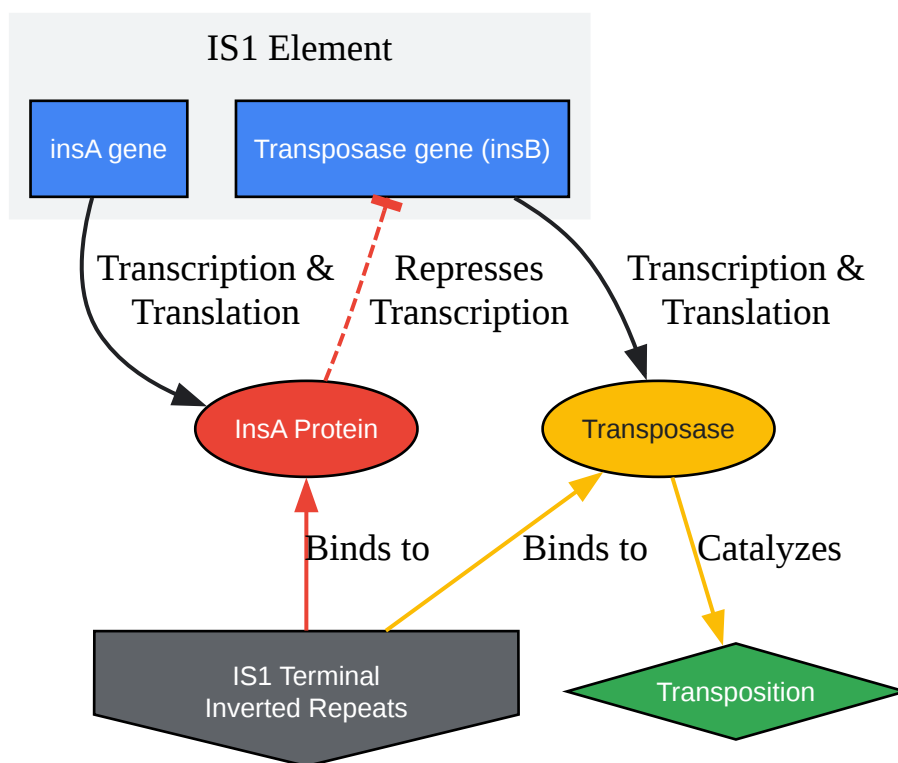 IS1 Element
insA gene
Transposase gene (insB)
Transcription &
Translation
Represses
Transcription
Transcription &
Translation
InsA Protein
Transposase
Binds to
Binds to
Catalyzes
IS1 Terminal
Inverted Repeats
Transposition